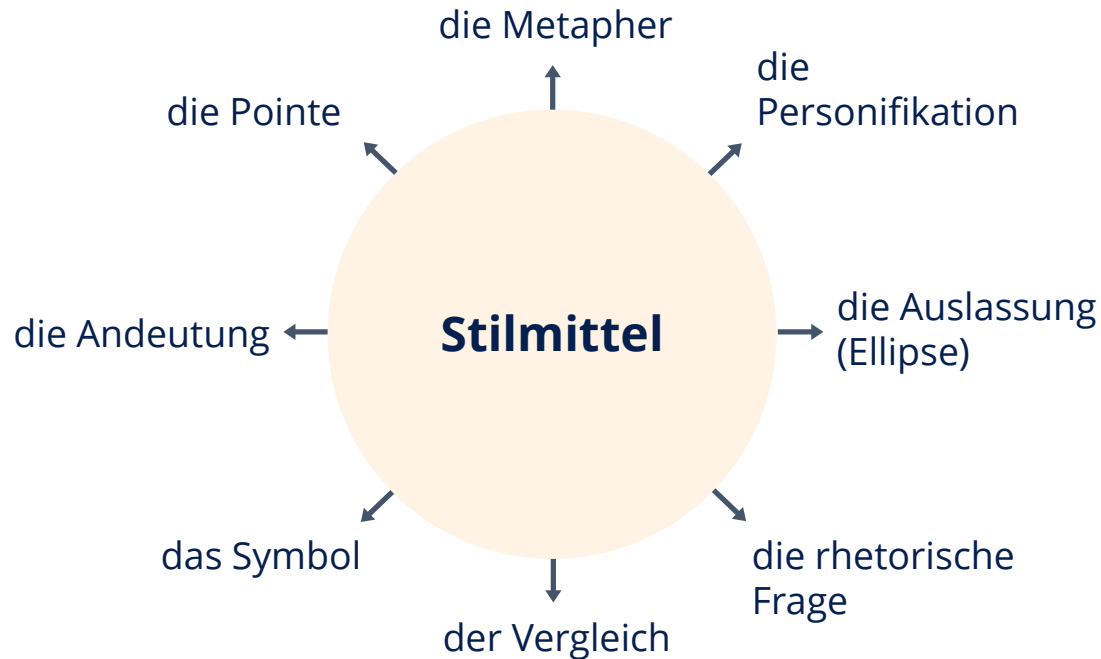 die Metapher
die
Personifikation
die Pointe
die Auslassung
(Ellipse)
die Andeutung
Stilmittel
die rhetorische
Frage
das Symbol
der Vergleich